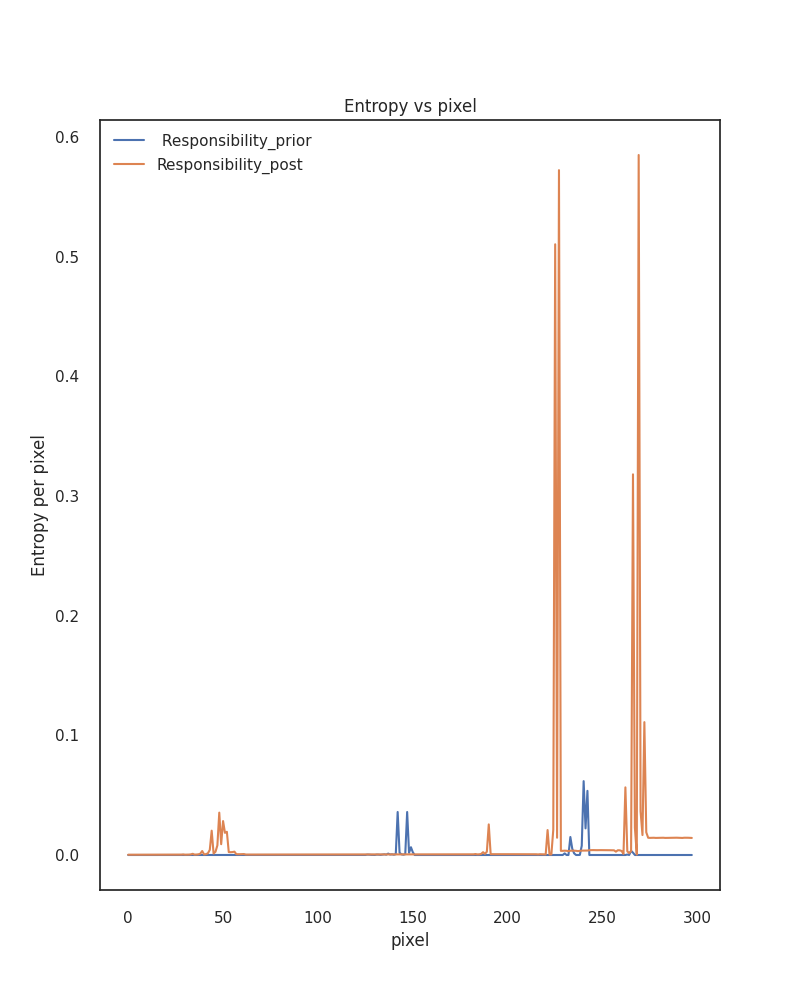 Entropy vs pixel
Responsibility_prior
Responsibility_post
Entropy per pixel
0.6
0.5
0.4
0.3
0.2
0.1
0.0
0 50 100 150 200 250 300
pixel